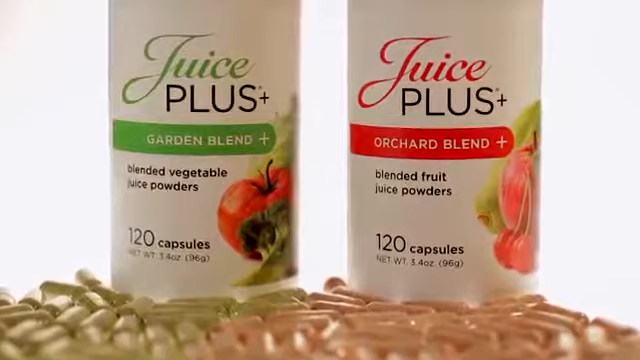 Juice
PLUS+
GARDEN BLEND +
blended vegetable
juice powders
120 capsules
NET WT. 3.4oz. (96g)
Juice
PLUS+
ORCHARD BLEND +
blended fruit
juice powders
120 capsules
NET WT. 3.4oz. (96g)